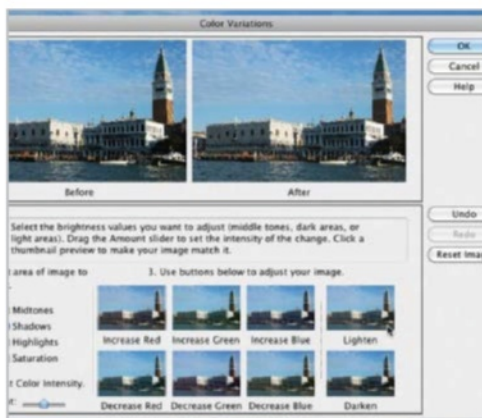 Color Variations
OK
Cancel
Help
Before
After
Select the brightness values you want to adjust (middle tones, dark areas, or
light areas). Drag the Amount slider to set the intensity of the change. Click a
thumbnail preview to make your image match it.
Undo
Redo
Reset Ima
area of image to
3. Use buttons below to adjust your image.
Midtones
Shadows
Highlights
Saturation
Increase Red
Increase Green
Increase Blue
Lighten
t Color Intensity.
Decrease Red
Decrease Green
Decrease Blue
Darken